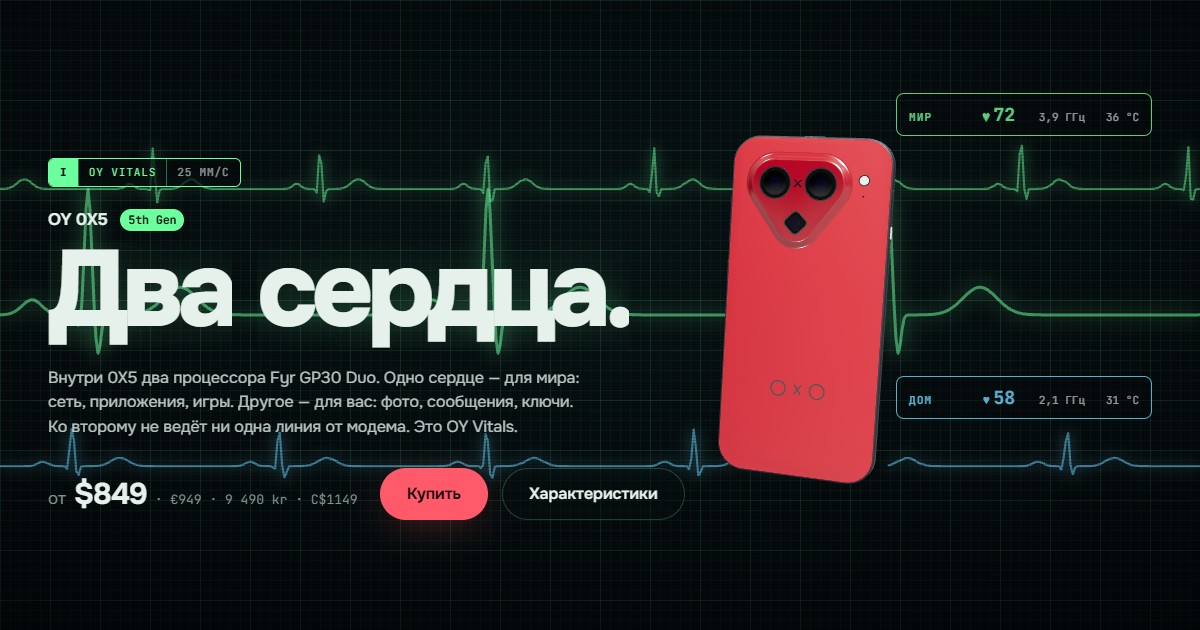 I OY VITALS 25 ММ/С
OY 0X5 5th Gen
Два сердца.
Внутри 0X5 два процессора Fyr GP30 Duo. Одно сердце — для мира:
сеть, приложения, игры. Другое — для вас: фото, сообщения, ключи.
Ко второму не ведёт ни одна линия от модема. Это OY Vitals.
от $849 · €949 · 9 490 kr · C$1149
Купить
Характеристики
МИР ♥72 3,9 ГГц 36 °C
O x O
ДОМ ♥58 2,1 ГГц 31 °C